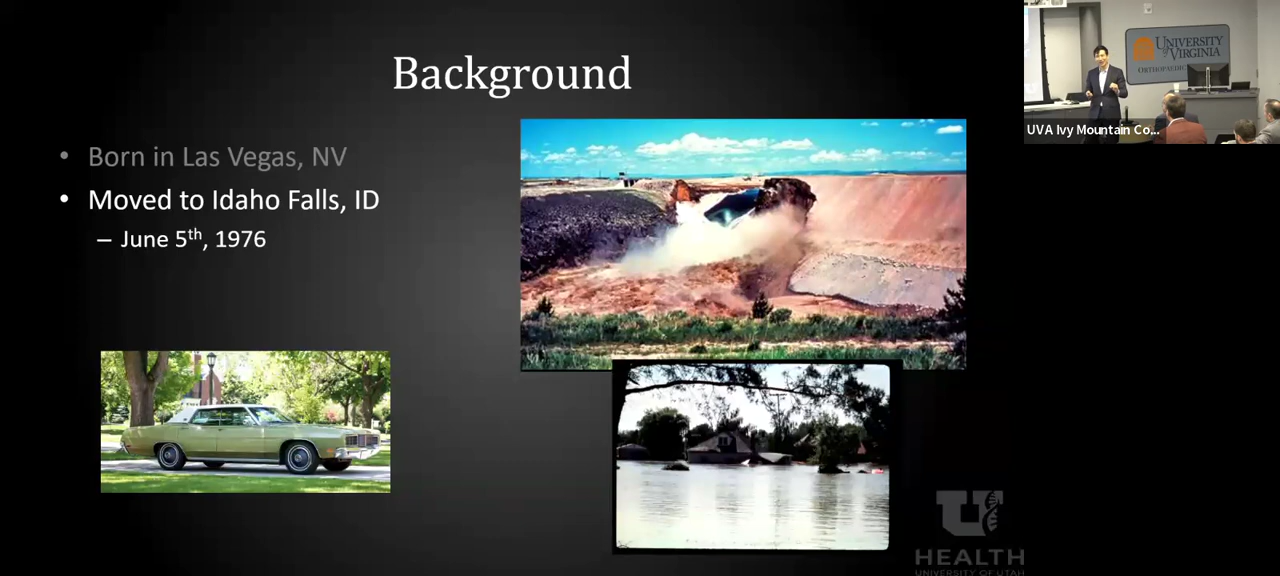 Background
• Born in Las Vegas, NV
• Moved to Idaho Falls, ID
– June 5th, 1976
UNIVERSITY
of VIRGINIA
UVA Ivy Mountain Co...
U
HEALTH
UNIVERSITY OF UTAH